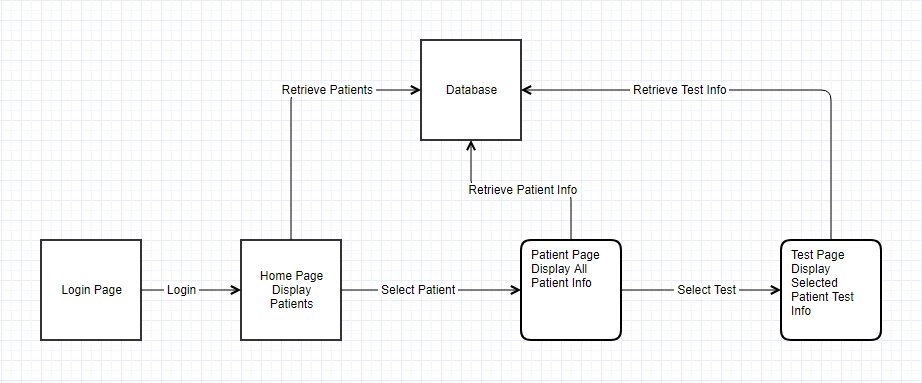 Retrieve Patients
Database
Retrieve Test Info
Retrieve Patient Info
Login Page
Login
Home Page
Display
Patients
Select Patient
Patient Page
Display All
Patient Info
Select Test
Test Page
Display
Selected
Patient Test
Info